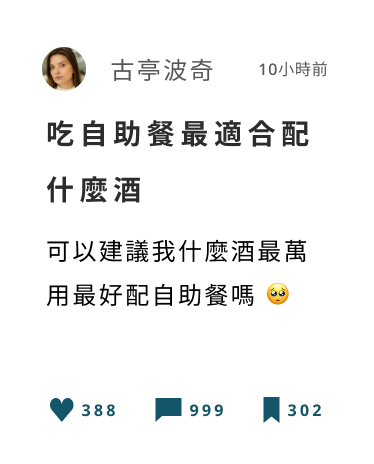 古亭波奇
10小時前
吃自助餐最適合配
什麼酒
可以建議我什麼酒最萬
用最好配自助餐嗎 🥺
388
999
302